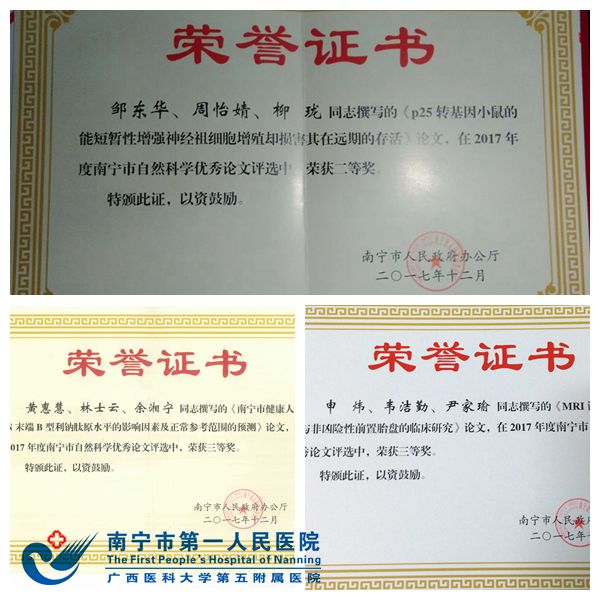 荣誉证书
邹东华、周怡婧、柳 珑 同志撰写的《p25转基因小鼠的
能短暂性增强神经祖细胞增殖却损害其在远期的存活》论文，在2017年
度南宁市自然科学优秀论文评选中，荣获二等奖。
特颁此证，以资鼓励。
南宁市人民政府办公厅
二〇一七年十二月
荣誉证书
黄惠慧、林士云、余湘宁 同志撰写的《南宁市健康人
末端B型利钠肽原水平的影响因素及正常参考范围的预测》论文，
017年度南宁市自然科学优秀论文评选中，荣获三等奖。
特颁此证，以资鼓励。
南宁市人民政府办公厅
二〇一七年十二月
荣誉证书
申 炜、韦洁勤、尹家瑜 同志撰写的《MRI
与非凶险性前置胎盘的临床研究》论文，在2017年度南宁市
秀论文评选中，荣获三等奖。
特颁此证，以资鼓励。
南宁市人民政
二〇一七年
南宁市第一人民医院
The First People's Hospital of Nanning
广西医科大学第五附属医院